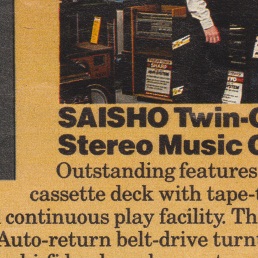 SHARP
SAISHO Twin-C
Stereo Music C
Outstanding features
cassette deck with tape-t
continuous play facility. Th
Auto-return belt-drive turnt